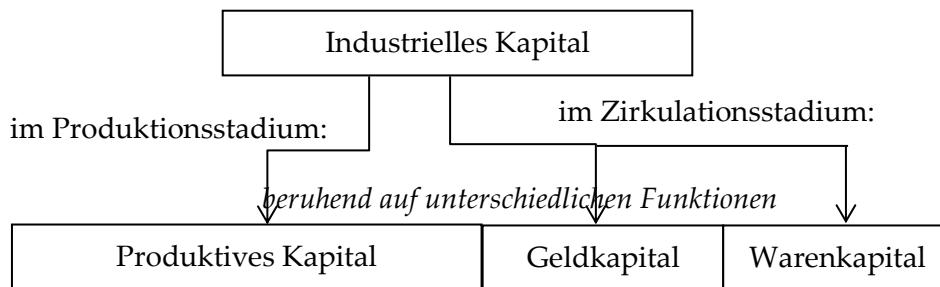 Industrielles Kapital
im Produktionsstadium:
im Zirkulationsstadium:
beruhend auf unterschiedlichen Funktionen
Produktives Kapital
Geldkapital
Warenkapital